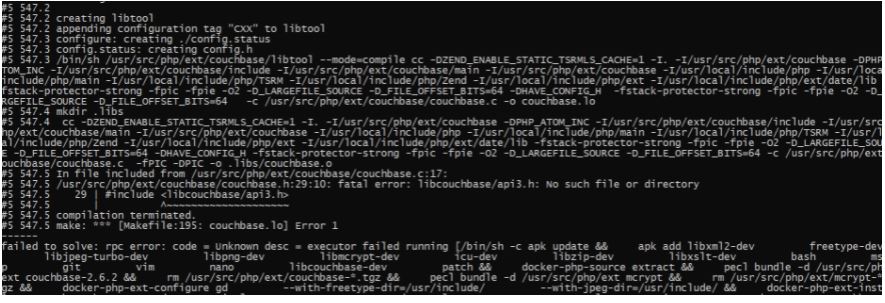 #5 547.2
#5 547.2 creating libtool
#5 547.2 appending configuration tag "CXX" to libtool
#5 547.3 configure: creating ./config.status
#5 547.3 config.status: creating config.h
#5 547.3 /bin/sh /usr/src/php/ext/couchbase/libtool --mode=compile cc -DZEND_ENABLE_STATIC_TSRMLS_CACHE=1 -I. -I/usr/src/php/ext/couchbase -DPHP_
TOM_INC -I/usr/src/php/ext/couchbase/include -I/usr/src/php/ext/couchbase/main -I/usr/src/php/ext/couchbase -I/usr/local/include/php -I/usr/local
include/php/main -I/usr/local/include/php/TSRM -I/usr/local/include/php/Zend -I/usr/local/include/php/ext -I/usr/local/include/php/ext/date/lib
fstack-protector-strong -fpic -fpie -O2 -D_LARGEFILE_SOURCE -D_FILE_OFFSET_BITS=64 -DHAVE_CONFIG_H -fstack-protector-strong -fpic -fpie -O2 -D_
RGEFILE_SOURCE -D_FILE_OFFSET_BITS=64 -c /usr/src/php/ext/couchbase/couchbase.c -o couchbase.lo
#5 547.4 mkdir .libs
#5 547.4 cc -DZEND_ENABLE_STATIC_TSRMLS_CACHE=1 -I. -I/usr/src/php/ext/couchbase -DPHP_ATOM_INC -I/usr/src/php/ext/couchbase/include -I/usr/src
hp/ext/couchbase/main -I/usr/src/php/ext/couchbase -I/usr/local/include/php -I/usr/local/include/php/main -I/usr/local/include/php/TSRM -I/usr/l
al/include/php/Zend -I/usr/local/include/php/ext -I/usr/local/include/php/ext/date/lib -fstack-protector-strong -fpic -fpie -O2 -D_LARGEFILE_SOUR
E -D_FILE_OFFSET_BITS=64 -DHAVE_CONFIG_H -fstack-protector-strong -fpic -fpie -O2 -D_LARGEFILE_SOURCE -D_FILE_OFFSET_BITS=64 -c /usr/src/php/ext
ouchbase/couchbase.c -fPIC -DPIC -o .libs/couchbase.o
#5 547.5 In file included from /usr/src/php/ext/couchbase/couchbase.c:17:
#5 547.5 /usr/src/php/ext/couchbase/couchbase.h:29:10: fatal error: libcouchbase/api3.h: No such file or directory
#5 547.5 29 | #include <libcouchbase/api3.h>
#5 547.5 | ^~~~~~~~~~~~~~~~~~~~~
#5 547.5 compilation terminated.
#5 547.5 make: *** [Makefile:195: couchbase.lo] Error 1
------
failed to solve: rpc error: code = Unknown desc = executor failed running [/bin/sh -c apk update && apk add libxml2-dev freetype-dev
libjpeg-turbo-dev libpng-dev libmcrypt-dev icu-dev libzip-dev libxslt-dev bash ms
p git vim nano libcouchbase-dev patch && docker-php-source extract && pecl bundle -d /usr/src/ph
ext couchbase-2.6.2 && rm /usr/src/php/ext/couchbase-*.tgz && pecl bundle -d /usr/src/php/ext mcrypt && rm /usr/src/php/ext/mcrypt-*
gz && docker-php-ext-configure gd --with-freetype-dir=/usr/include/ --with-jpeg-dir=/usr/include/ && docker-php-ext-inst